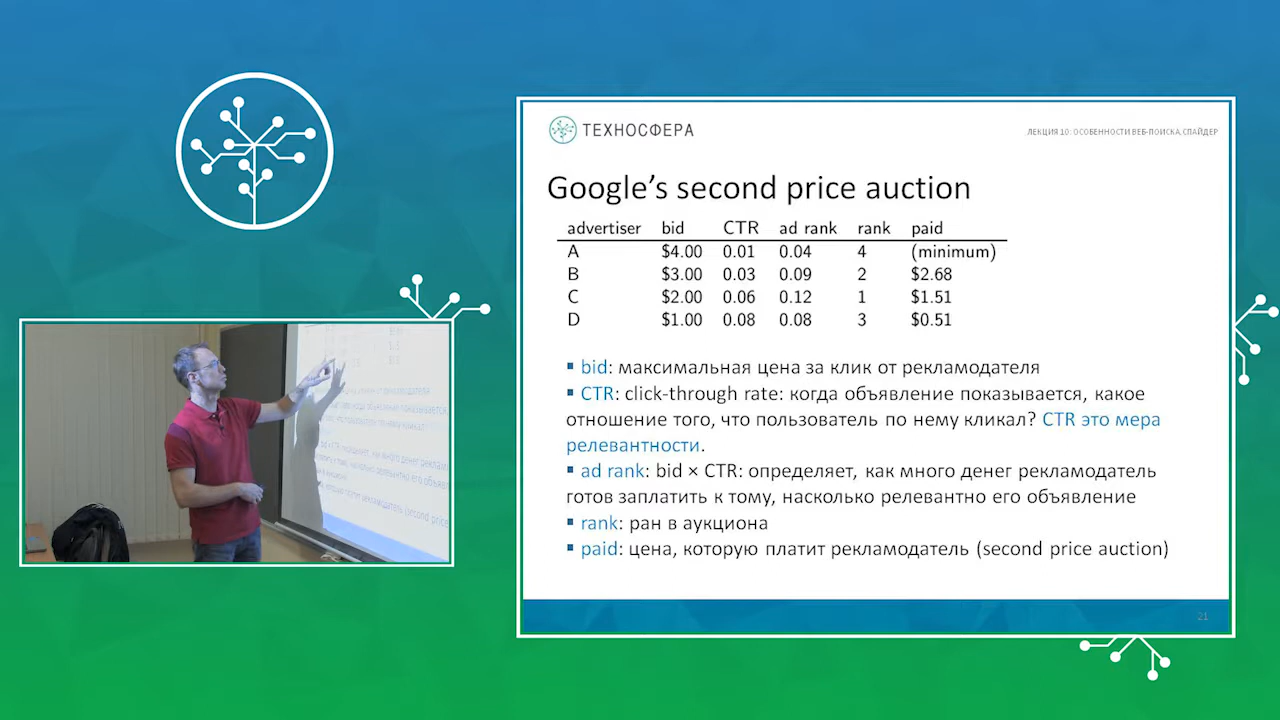 ТЕХНОСФЕРА
ЛЕКЦИЯ 10: ОСОБЕННОСТИ ВЕБ-ПОИСКА. СПАЙДЕР
Google's second price auction
advertiser bid CTR ad rank rank paid
A $4.00 0.01 0.04 4 (minimum)
B $3.00 0.03 0.09 2 $2.68
C $2.00 0.06 0.12 1 $1.51
D $1.00 0.08 0.08 3 $0.51
▪ bid: максимальная цена за клик от рекламодателя
▪ CTR: click-through rate: когда объявление показывается, какое
отношение того, что пользователь по нему кликал? CTR это мера
релевантности.
▪ ad rank: bid × CTR: определяет, как много денег рекламодатель
готов заплатить к тому, насколько релевантно его объявление
▪ rank: ран в аукциона
▪ paid: цена, которую платит рекламодатель (second price auction)
21